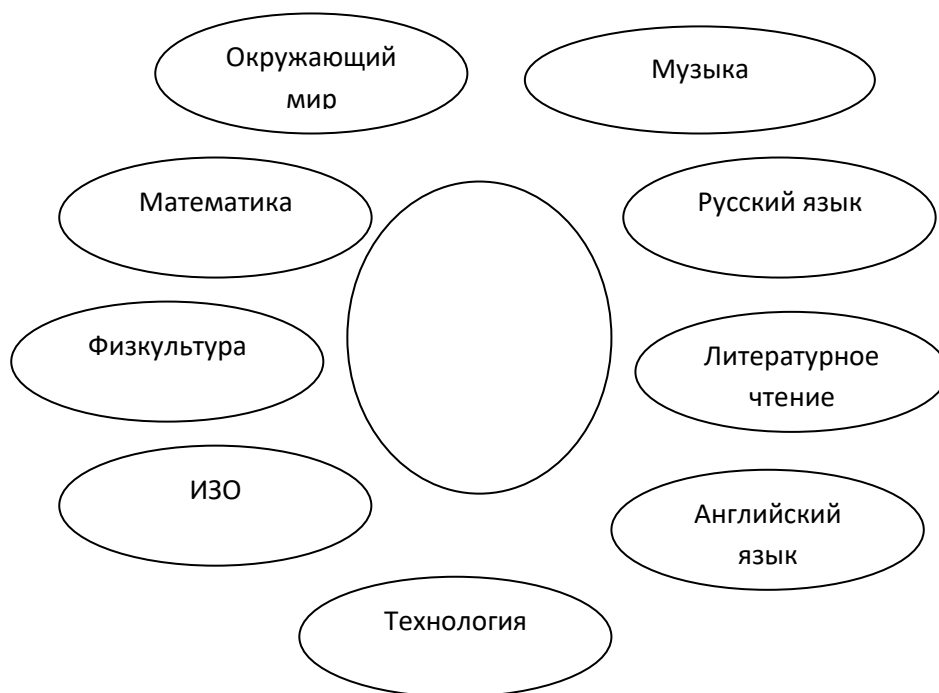 Окружающий
мир
Музыка
Математика
Русский язык
Физкультура
Литературное
чтение
ИЗО
Английский
язык
Технология